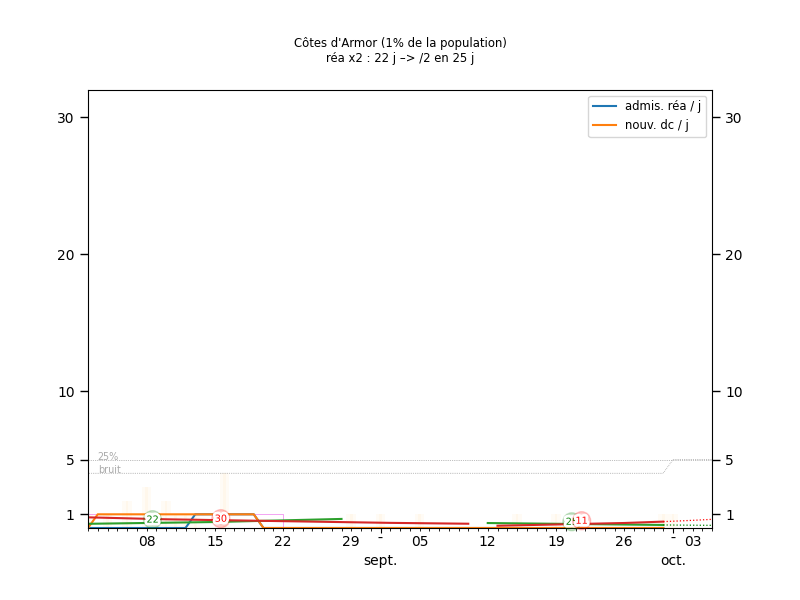 Côtes d'Armor (1% de la population)
réa x2 : 22 j –> /2 en 25 j
admis. réa / j
nouv. dc / j
30 30
20 20
10 10
5 5
1 1
25%
bruit
22 30 11
08 15 22 29 - 05 12 19 26 - 03
sept. oct.